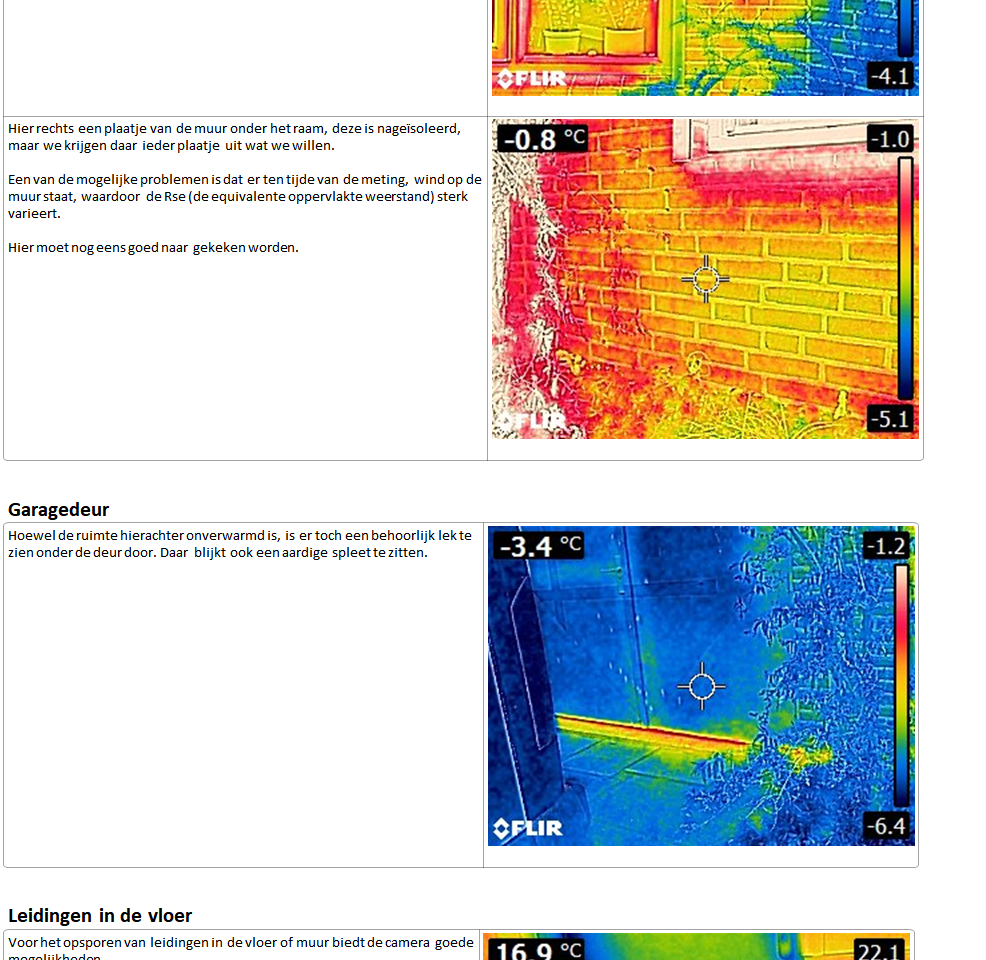 FLIR
-4.1
Hier rechts een plaatje van de muur onder het raam, deze is nageïsoleerd,
maar we krijgen daar ieder plaatje uit wat we willen.
Een van de mogelijke problemen is dat er ten tijde van de meting, wind op de
muur staat, waardoor de Rse (de equivalente oppervlakte weerstand) sterk
varieert.
Hier moet nog eens goed naar gekeken worden.
-0.8 °C
-1.0
FLIR
-5.1
Garagedeur
Hoewel de ruimte hierachter onverwarmd is, is er toch een behoorlijk lek te
zien onder de deur door. Daar blijkt ook een aardige spleet te zitten.
-3.4 °C
-1.2
FLIR
-6.4
Leidingen in de vloer
Voor het opsporen van leidingen in de vloer of muur biedt de camera goede
mogelijkheden
16.9 °C
22.1